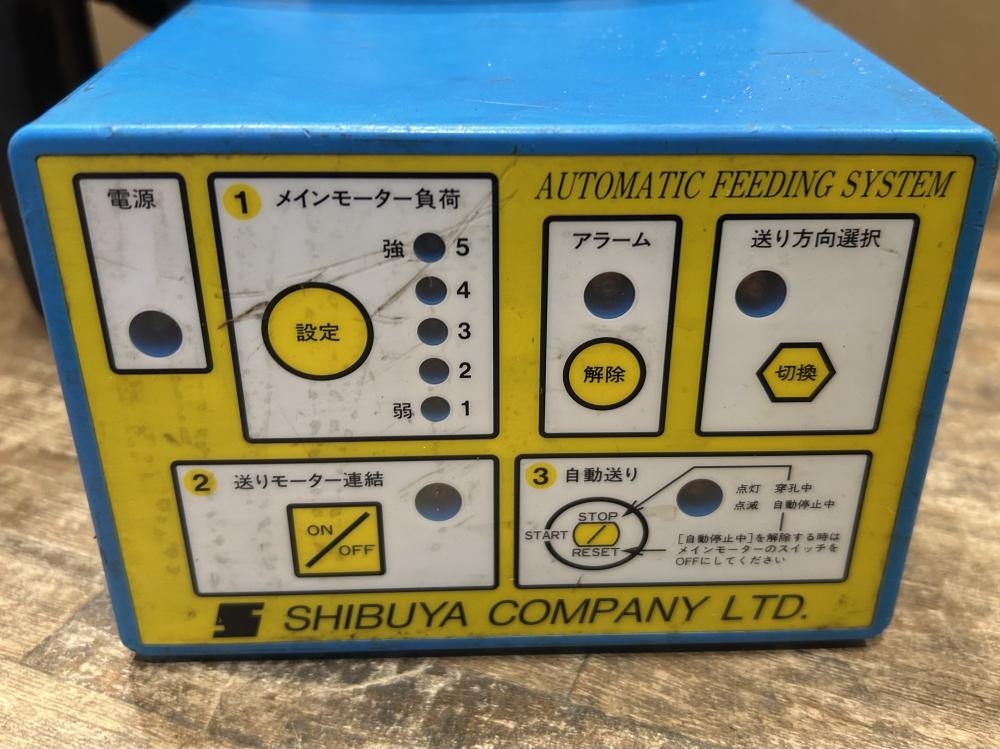 AUTOMATIC FEEDING SYSTEM
電源
1 メインモーター負荷
強 5
4
3
2
弱 1
設定
アラーム
解除
送り方向選択
切換
2 送りモーター連結
ON
OFF
3 自動送り
STOP
START
RESET
点灯 穿孔中
点滅 自動停止中
[自動停止中]を解除する時は
メインモーターのスイッチを
OFFにしてください
SHIBUYA COMPANY LTD.